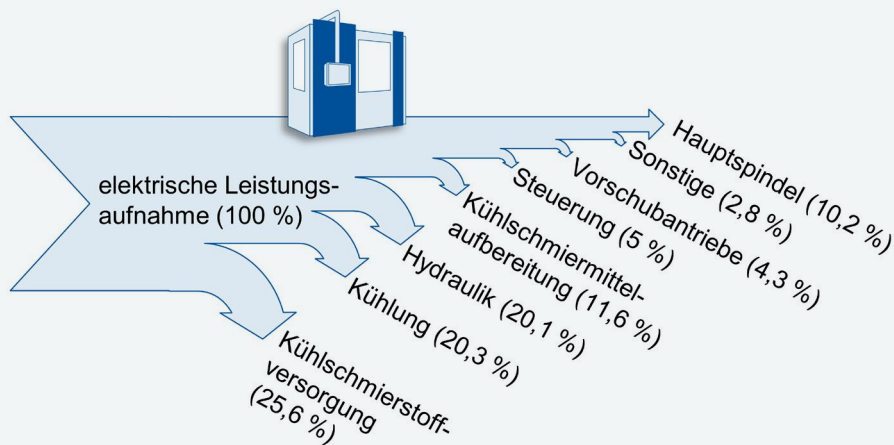 elektrische Leistungs-
aufnahme (100 %)
Kühlschmierstoff-
versorgung
(25,6 %)
Kühlung (20,3 %)
Hydraulik (20,1 %)
Kühlschmiermittel-
aufbereitung (11,6 %)
Steuerung (5 %)
Vorschubantriebe (4,3 %)
Sonstige (2,8 %)
Hauptspindel (10,2 %)